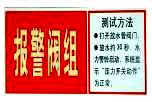 报警阀组
测试方法
●打开放水管阀门。
●放水约30秒，水
力警铃启动，系统显
示“压力开关动作”
为正常。